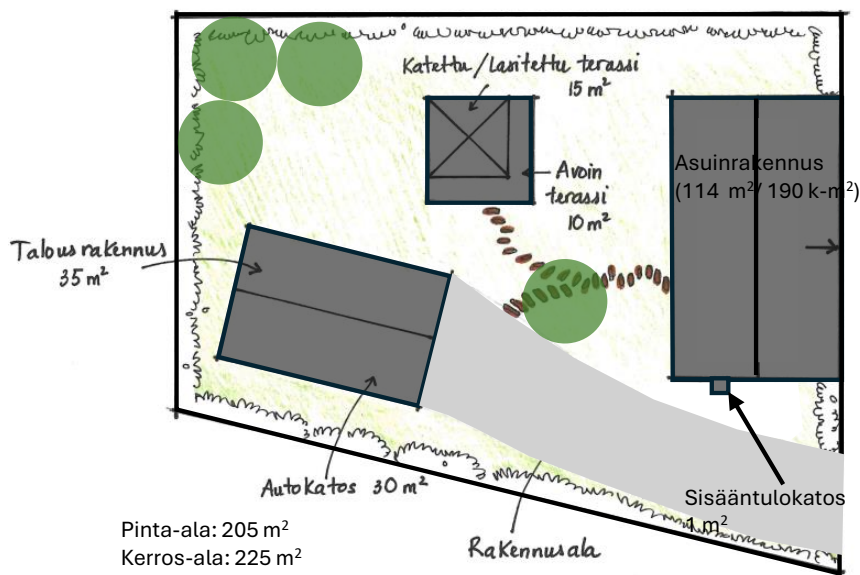 Katettu/Lasitettu terassi
15 m²
Asuinrakennus
(114 m²/ 190 k-m²)
Avoin
terassi
10 m²
Talousrakennus
35 m²
Autokatos 30 m²
Sisääntulokatos
1 m²
Pinta-ala: 205 m²
Kerros-ala: 225 m²
Rakennusala